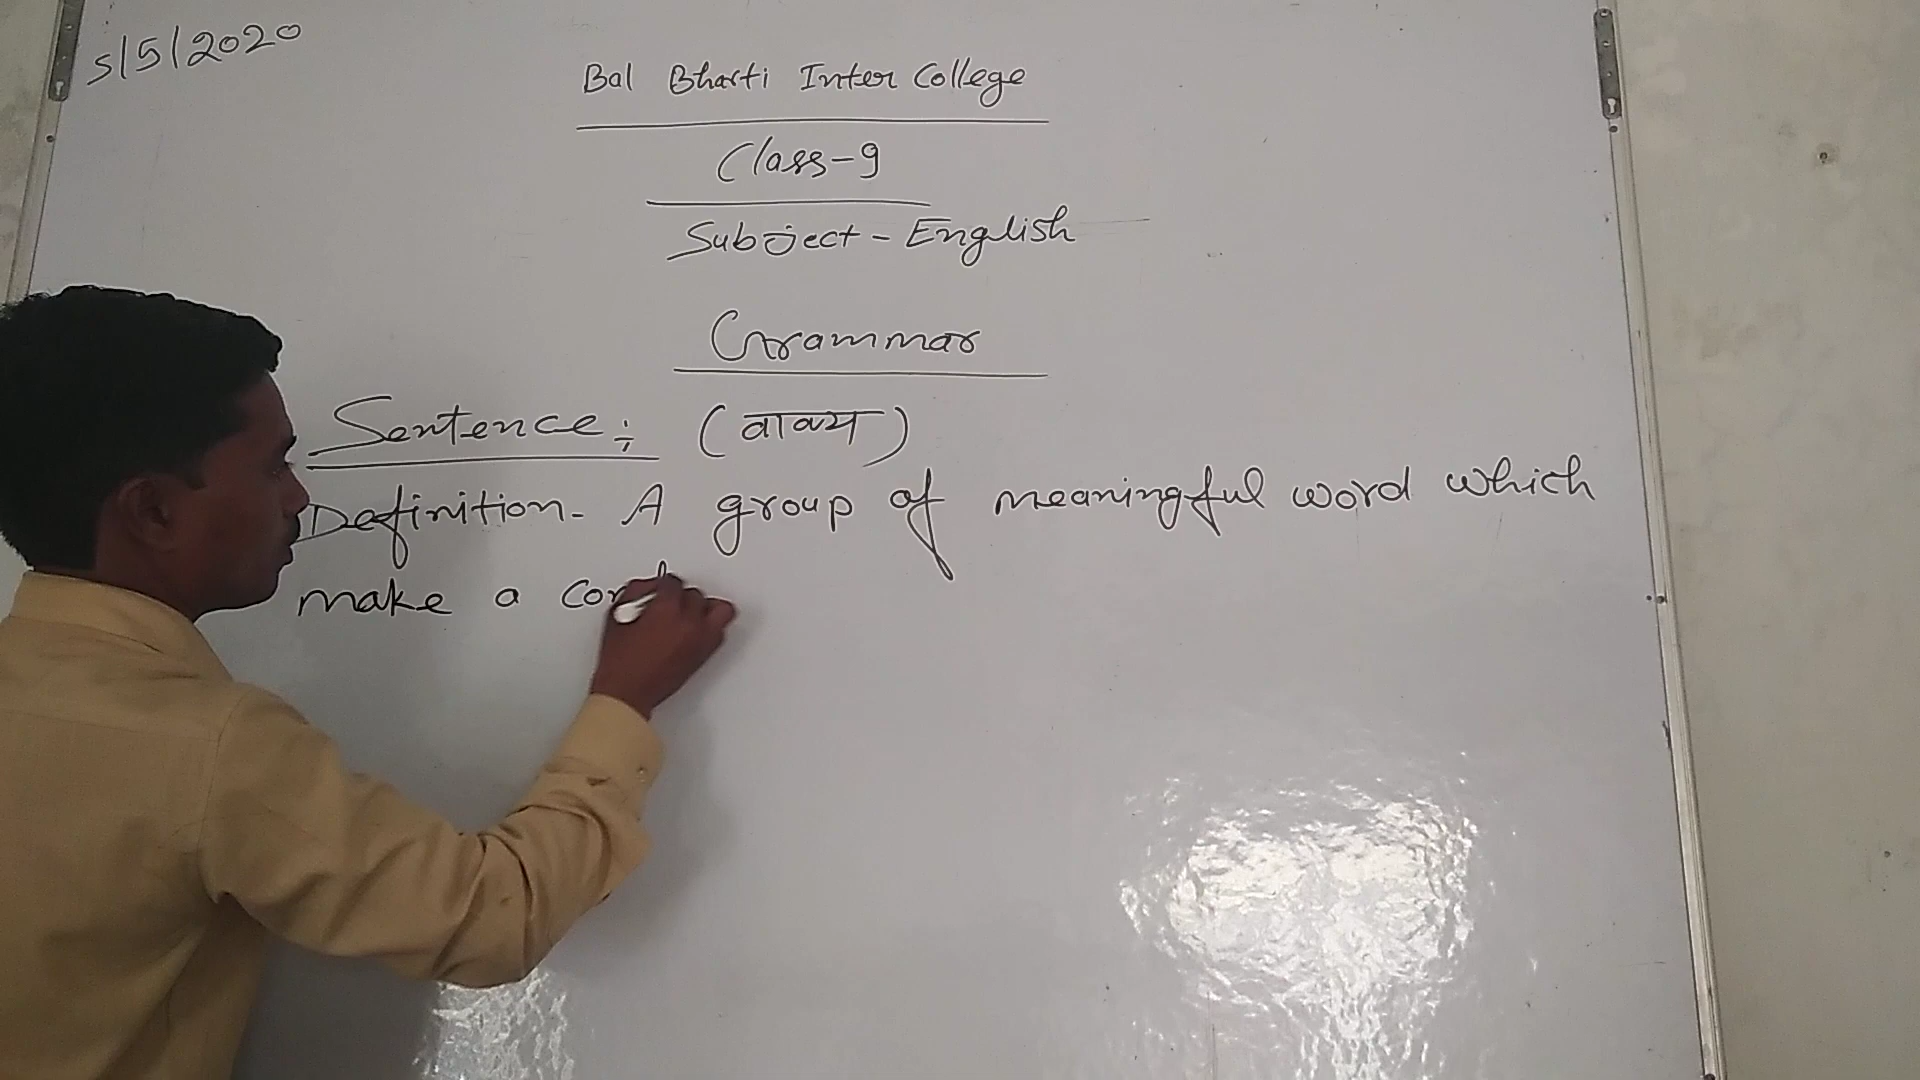 5/5/2020
Bal Bharti Inter College
Class-9
Subject - English
Grammar
Sentence:- (वाक्य)
Definition- A group of meaningful word which
make a